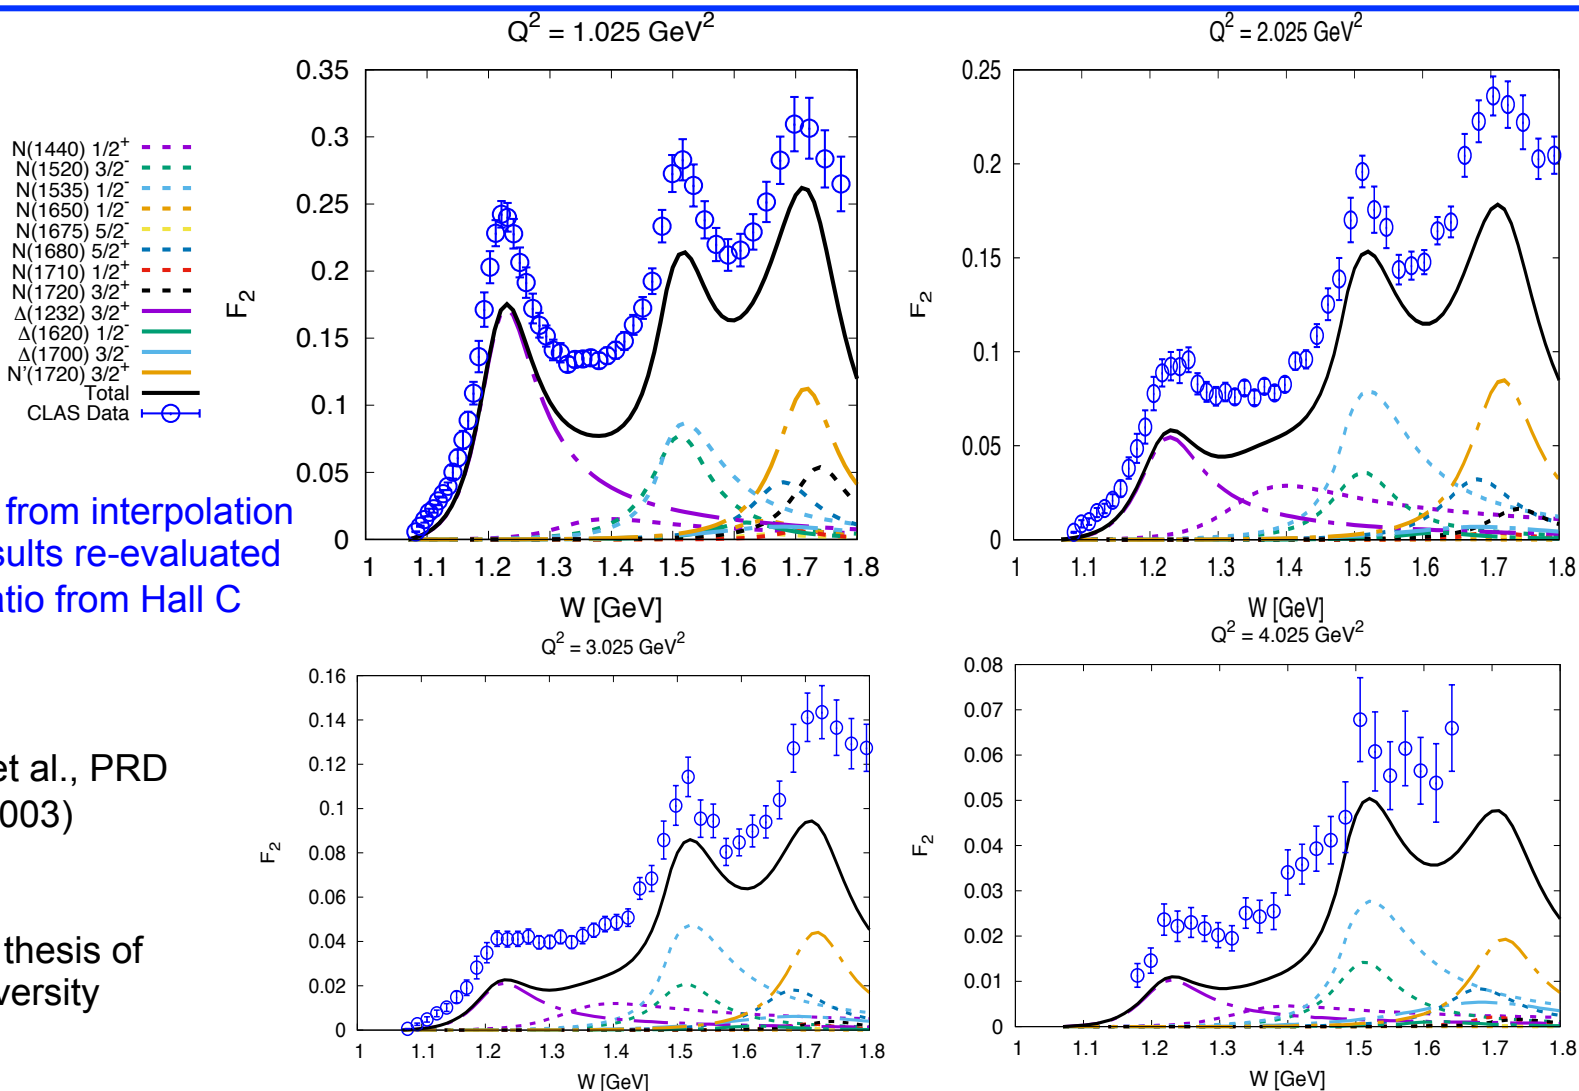 Q² = 1.025 GeV²
0.35
0.3
0.25
0.2
0.15
0.1
0.05
0
F₂
1 1.1 1.2 1.3 1.4 1.5 1.6 1.7 1.8
W [GeV]
Q² = 2.025 GeV²
0.25
0.2
0.15
0.1
0.05
0
F₂
1 1.1 1.2 1.3 1.4 1.5 1.6 1.7 1.8
W [GeV]
N(1440) 1/2⁺
N(1520) 3/2⁻
N(1535) 1/2⁻
N(1650) 1/2⁻
N(1675) 5/2⁻
N(1680) 5/2⁺
N(1710) 1/2⁺
N(1720) 3/2⁺
Δ(1232) 3/2⁺
Δ(1620) 1/2⁻
Δ(1700) 3/2⁻
N'(1720) 3/2⁺
Total
CLAS Data
from interpolation
sults re-evaluated
atio from Hall C
et al., PRD
003)
thesis of
versity
Q² = 3.025 GeV²
0.16
0.14
0.12
0.1
0.08
0.06
0.04
0.02
0
F₂
1 1.1 1.2 1.3 1.4 1.5 1.6 1.7 1.8
W [GeV]
Q² = 4.025 GeV²
0.08
0.07
0.06
0.05
0.04
0.03
0.02
0.01
0
F₂
1 1.1 1.2 1.3 1.4 1.5 1.6 1.7 1.8
W [GeV]